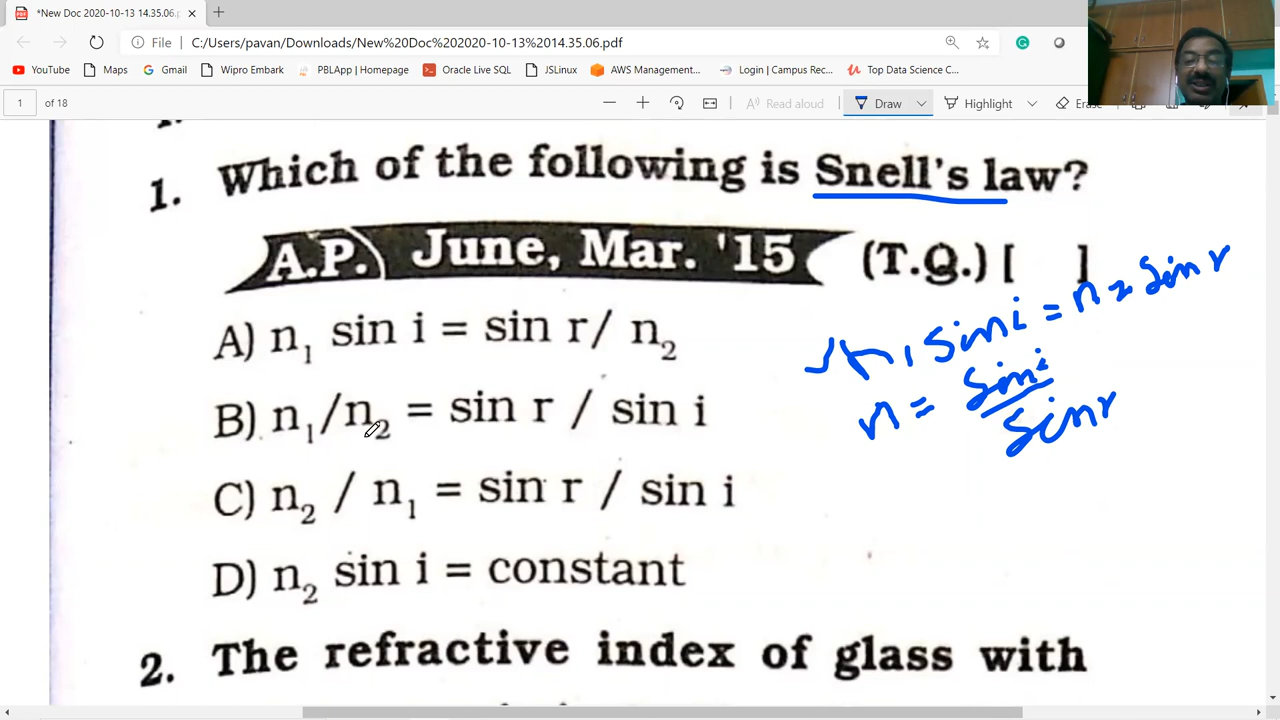 *New Doc 2020-10-13 14.35.06.p
File C:/Users/pavan/Downloads/New%20Doc%202020-10-13%2014.35.06.pdf
YouTube Maps Gmail Wipro Embark PBLApp | Homepage Oracle Live SQL JSLinux AWS Management... Login | Campus Rec... Top Data Science C...
1 of 18 Read aloud Draw Highlight Erase
1. Which of the following is Snell's law?
A.P. June, Mar. '15 (T.Q.) [ ]
n₁ sin i = n₂ sin r
A) n₁ sin i = sin r/ n₂
n = sin i / sin r
B) n₁/n₂ = sin r / sin i
C) n₂ / n₁ = sin r / sin i
D) n₂ sin i = constant
2. The refractive index of glass with